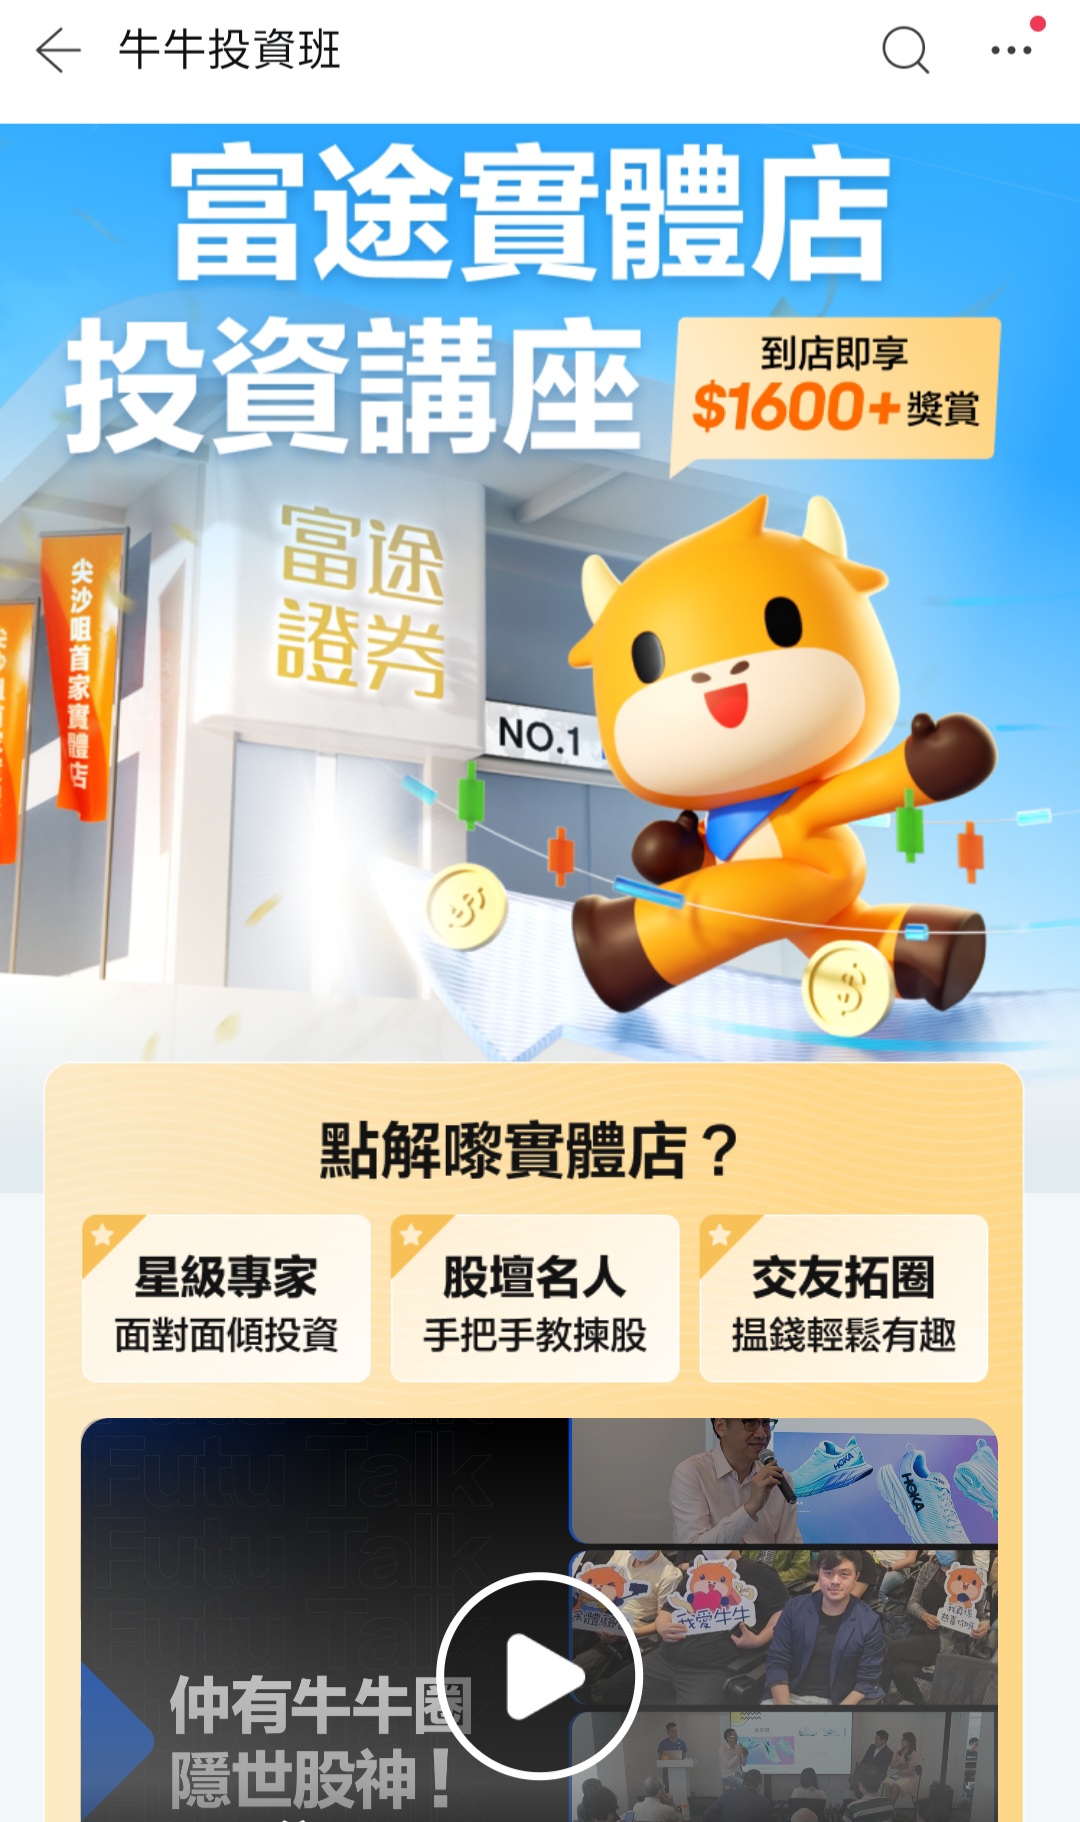 牛牛投資班
富途實體店
投資講座
到店即享
$1600+獎賞
富途
證券
尖沙咀首家實體店
NO.1
點解嚟實體店？
星級專家
面對面傾投資
股壇名人
手把手教揀股
交友拓圈
搵錢輕鬆有趣
Futu Talk
Futu Talk
Futu Talk
HOKA
HOKA
我愛牛牛
仲有牛牛圈
隱世股神！